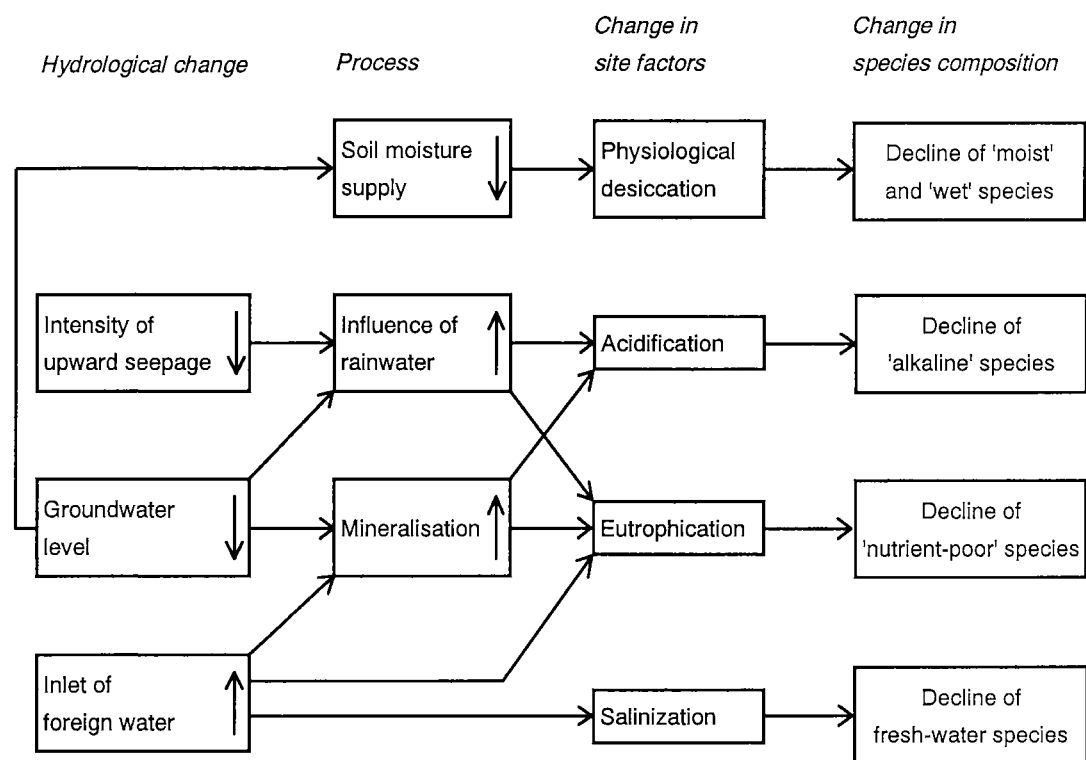 Hydrological change
Process
Change in
site factors
Change in
species composition
Soil moisture
supply
Physiological
desiccation
Decline of 'moist'
and 'wet' species
Intensity of
upward seepage
Influence of
rainwater
Acidification
Decline of
'alkaline' species
Groundwater
level
Mineralisation
Eutrophication
Decline of
'nutrient-poor' species
Inlet of
foreign water
Salinization
Decline of
fresh-water species